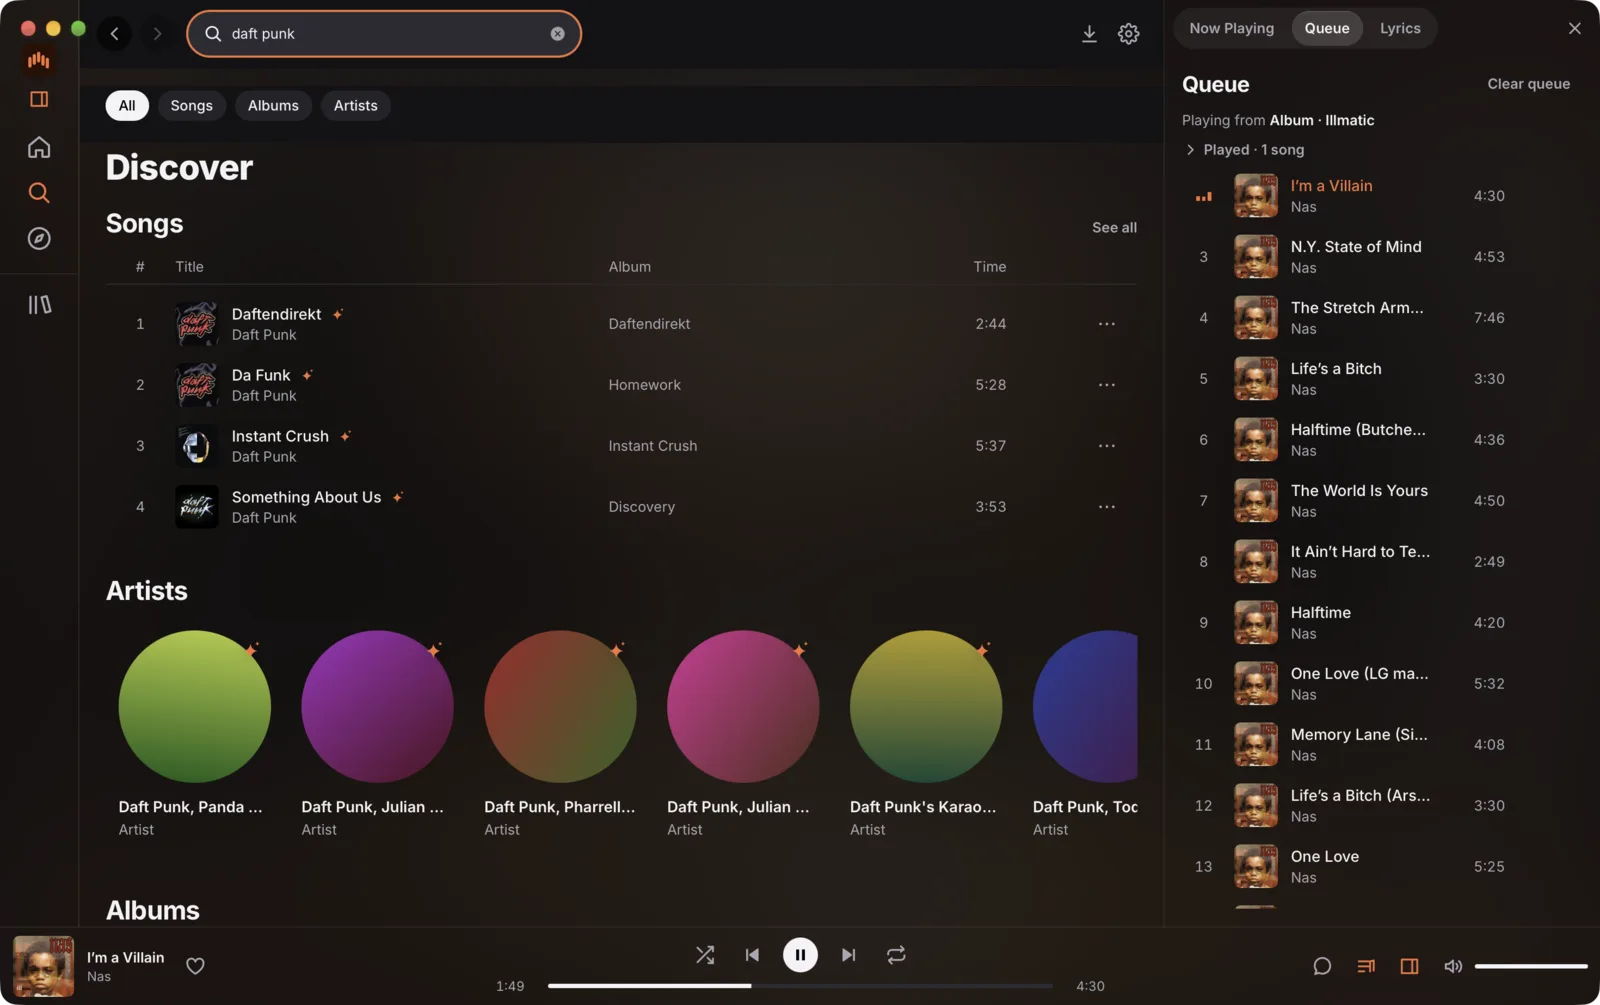 daft punk
All
Songs
Albums
Artists
Discover
Songs
See all
# Title Album Time
1 Daftendirekt Daftendirekt 2:44
Daft Punk
2 Da Funk Homework 5:28
Daft Punk
3 Instant Crush Instant Crush 5:37
Daft Punk
4 Something About Us Discovery 3:53
Daft Punk
Artists
Daft Punk, Panda ...
Artist
Daft Punk, Julian ...
Artist
Daft Punk, Pharrell...
Artist
Daft Punk, Julian ...
Artist
Daft Punk's Karao...
Artist
Daft Punk, Toc
Artist
Albums
Now Playing
Queue
Lyrics
Queue
Clear queue
Playing from Album · Illmatic
Played · 1 song
I’m a Villain 4:30
Nas
3 N.Y. State of Mind 4:53
Nas
4 The Stretch Arm... 7:46
Nas
5 Life’s a Bitch 3:30
Nas
6 Halftime (Butche... 4:36
Nas
7 The World Is Yours 4:50
Nas
8 It Ain’t Hard to Te... 2:49
Nas
9 Halftime 4:20
Nas
10 One Love (LG ma... 5:32
Nas
11 Memory Lane (Si... 4:08
Nas
12 Life’s a Bitch (Ars... 3:30
Nas
13 One Love 5:25
Nas
I’m a Villain
Nas
1:49
4:30